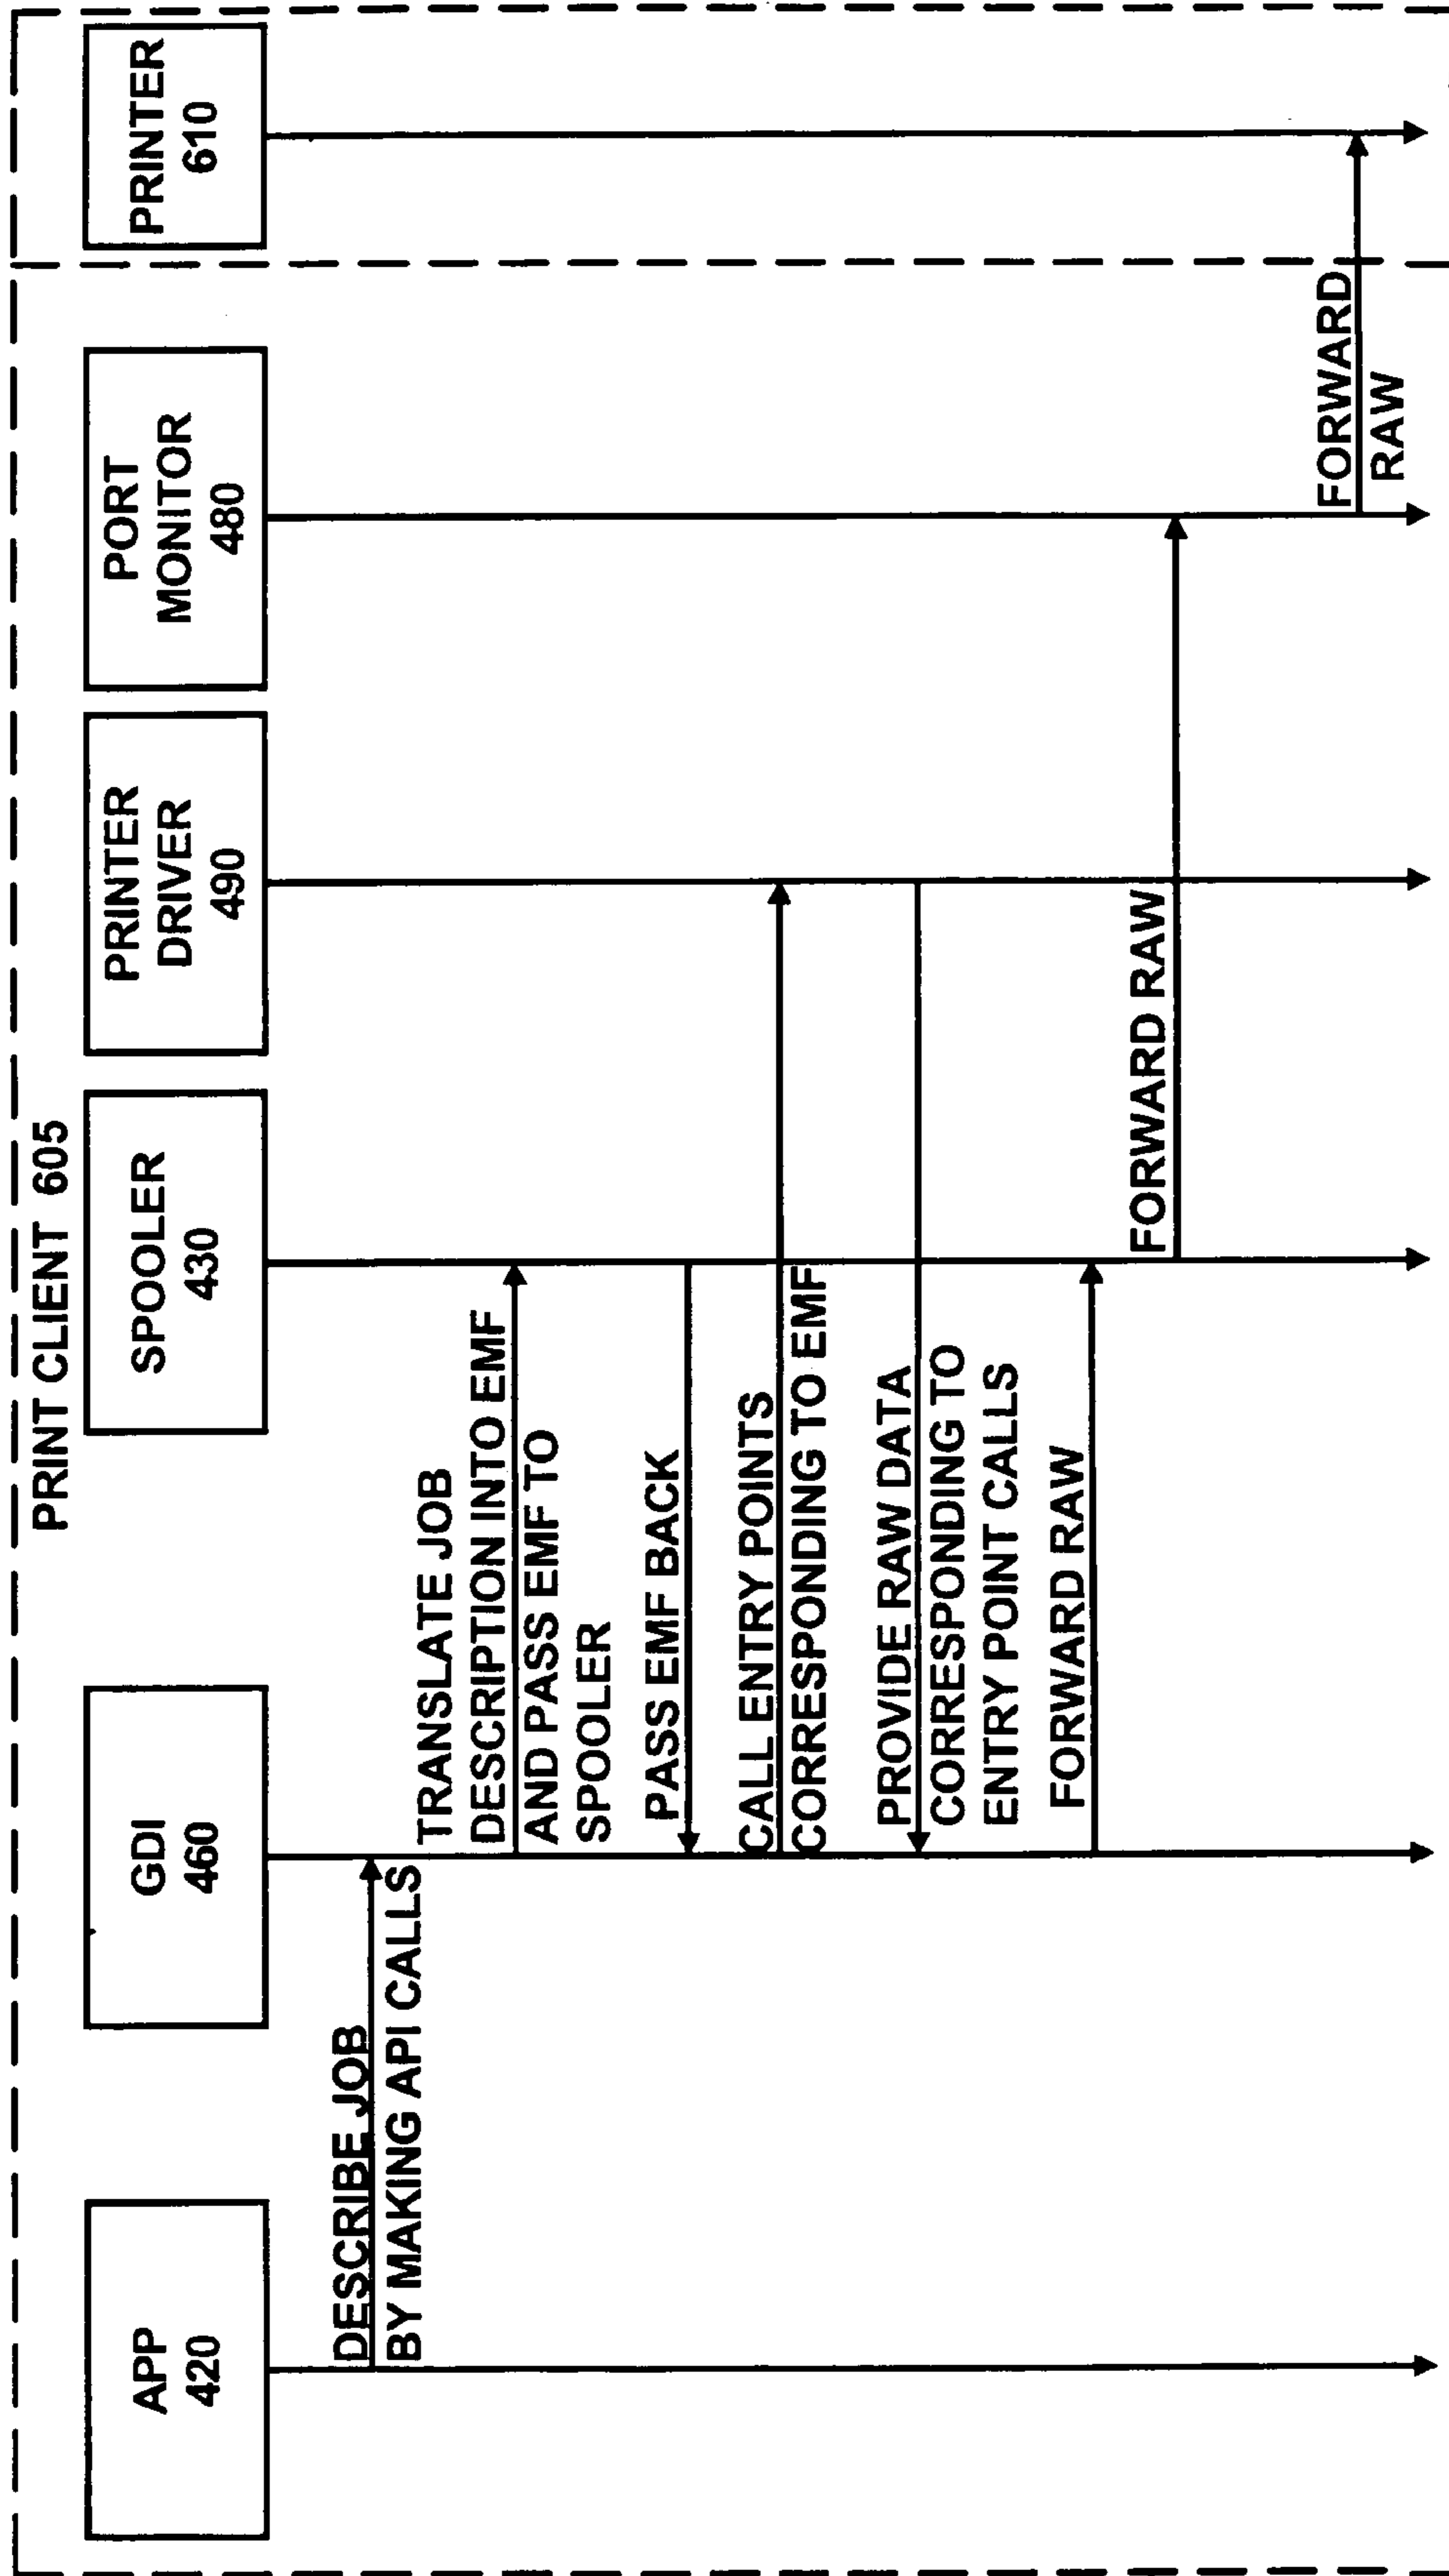 PRINT CLIENT 605
APP
420
GDI
460
SPOOLER
430
PRINTER
DRIVER
490
PORT
MONITOR
480
PRINTER
610
DESCRIBE JOB
BY MAKING API CALLS
TRANSLATE JOB
DESCRIPTION INTO EMF
AND PASS EMF TO
SPOOLER
PASS EMF BACK
CALL ENTRY POINTS
CORRESPONDING TO EMF
PROVIDE RAW DATA
CORRESPONDING TO
ENTRY POINT CALLS
FORWARD RAW
FORWARD RAW
FORWARD
RAW